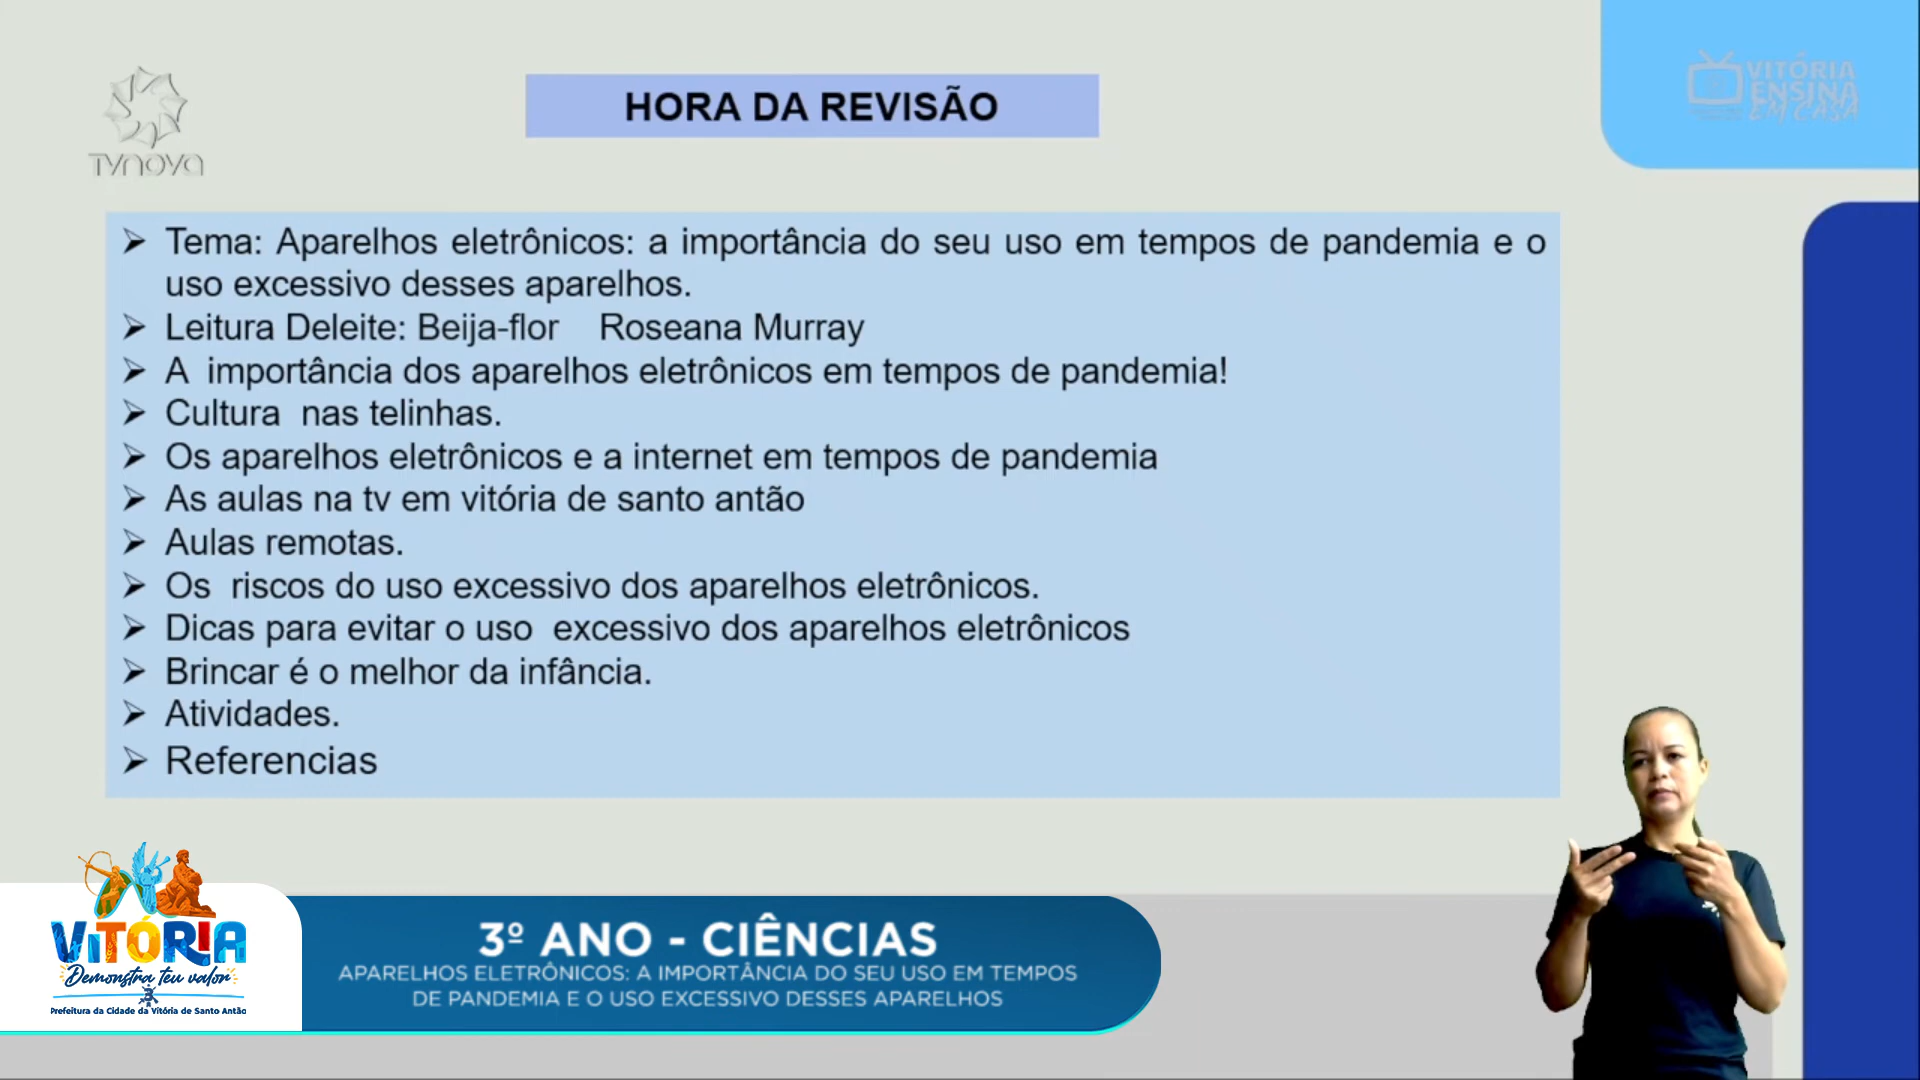 HORA DA REVISÃO
TVNOVA
VITÓRIA
ENSINA
EM CASA
➢ Tema: Aparelhos eletrônicos: a importância do seu uso em tempos de pandemia e o
uso excessivo desses aparelhos.
➢ Leitura Deleite: Beija-flor Roseana Murray
➢ A importância dos aparelhos eletrônicos em tempos de pandemia!
➢ Cultura nas telinhas.
➢ Os aparelhos eletrônicos e a internet em tempos de pandemia
➢ As aulas na tv em vitória de santo antão
➢ Aulas remotas.
➢ Os riscos do uso excessivo dos aparelhos eletrônicos.
➢ Dicas para evitar o uso excessivo dos aparelhos eletrônicos
➢ Brincar é o melhor da infância.
➢ Atividades.
➢ Referencias
VITÓRIA
Demonstra teu valor
Prefeitura da Cidade da Vitória de Santo Antão
3º ANO - CIÊNCIAS
APARELHOS ELETRÔNICOS: A IMPORTÂNCIA DO SEU USO EM TEMPOS
DE PANDEMIA E O USO EXCESSIVO DESSES APARELHOS